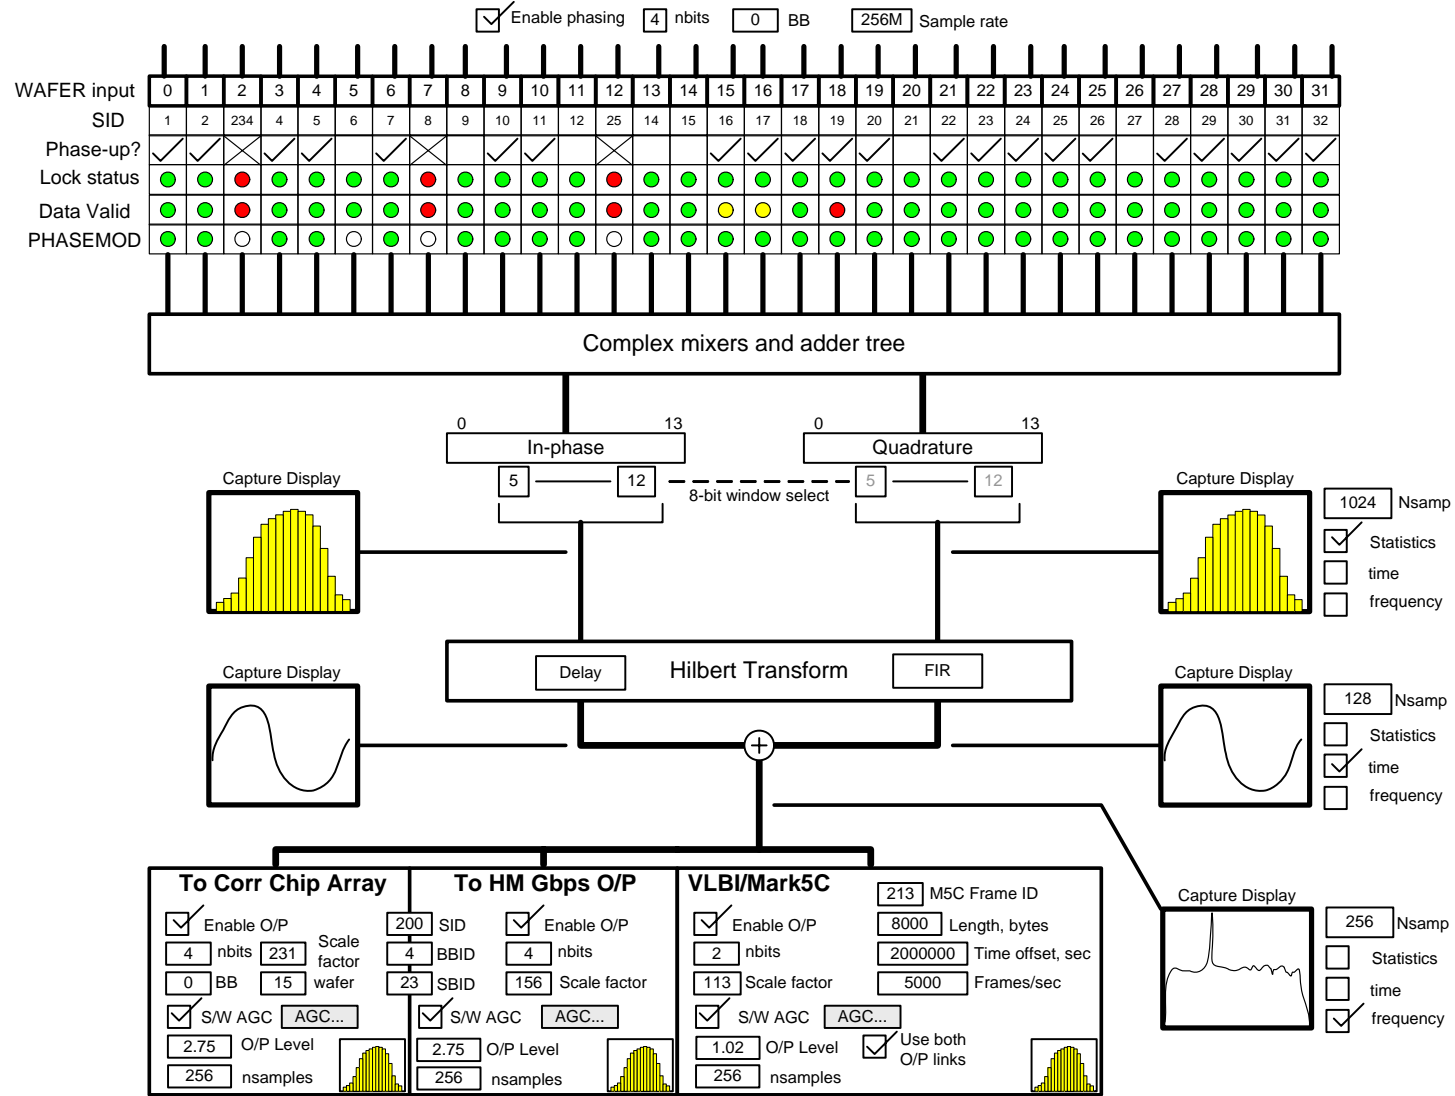 Enable phasing 4 nbits 0 BB 256M Sample rate
WAFER input 0 1 2 3 4 5 6 7 8 9 10 11 12 13 14 15 16 17 18 19 20 21 22 23 24 25 26 27 28 29 30 31
SID 1 2 234 4 5 6 7 8 9 10 11 12 25 14 15 16 17 18 19 20 21 22 23 24 25 26 27 28 29 30 31 32
Phase-up?
Lock status
Data Valid
PHASEMOD
Complex mixers and adder tree
0 13 0 13
In-phase Quadrature
5 12 8-bit window select 5 12
Capture Display
Capture Display
1024 Nsamp
Statistics
time
frequency
Delay Hilbert Transform FIR
Capture Display
Capture Display
128 Nsamp
Statistics
time
frequency
+
To Corr Chip Array
Enable O/P
4 nbits 231 Scale factor
0 BB 15 wafer
S/W AGC AGC...
2.75 O/P Level
256 nsamples
To HM Gbps O/P
200 SID Enable O/P
4 BBID 4 nbits
23 SBID 156 Scale factor
S/W AGC AGC...
2.75 O/P Level
256 nsamples
VLBI/Mark5C 213 M5C Frame ID
Enable O/P 8000 Length, bytes
2 nbits 2000000 Time offset, sec
113 Scale factor 5000 Frames/sec
S/W AGC AGC...
1.02 O/P Level Use both
O/P links
256 nsamples
Capture Display
256 Nsamp
Statistics
time
frequency